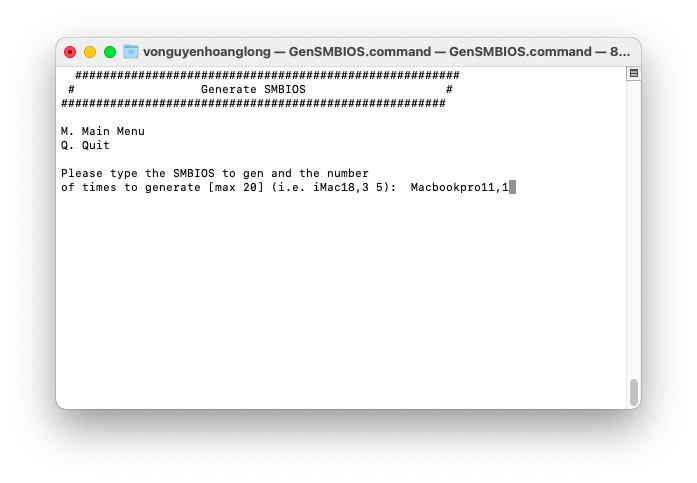 vonguyenhoanglong — GenSMBIOS.command — GenSMBIOS.command — 8...
#######################################################
# Generate SMBIOS #
#######################################################
M. Main Menu
Q. Quit
Please type the SMBIOS to gen and the number
of times to generate [max 20] (i.e. iMac18,3 5): Macbookpro11,1